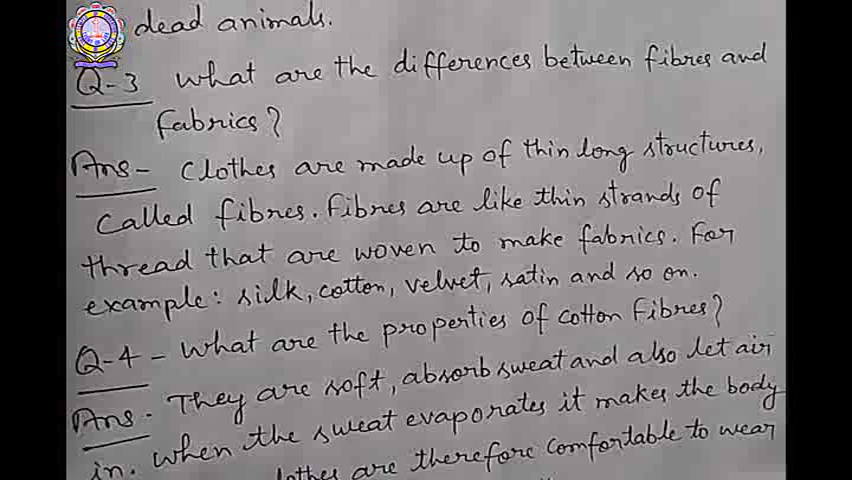 dead animals.
Q-3 What are the differences between fibres and
fabrics?
Ans- Clothes are made up of thin long structures,
called fibres. Fibres are like thin strands of
thread that are woven to make fabrics. For
example: silk, cotton, velvet, satin and so on.
Q-4 - What are the properties of cotton fibres?
Ans. They are soft, absorb sweat and also let air
in. When the sweat evaporates it makes the body
are therefore comfortable to wear